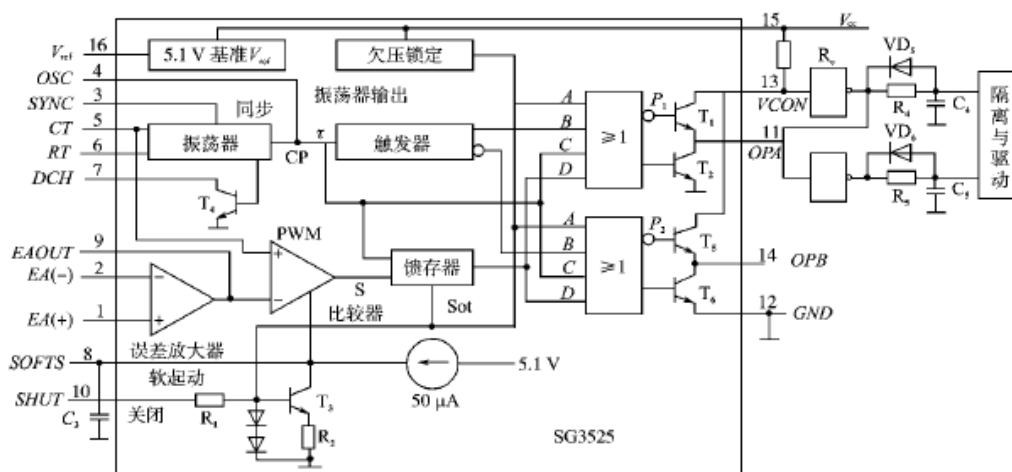 15 V_cc
V_ref 16 5.1 V 基准V_ref 欠压锁定
OSC 4
SYNC 3 同步 振荡器输出
CT 5
RT 6 振荡器 CP τ 触发器
DCH 7
T_4
EAOUT 9
PWM
EA(−) 2
EA(+) 1
+
−
−
+
S
馈存器
比较器 Sot
误差放大器
SOFTS 8
软起动
SHUT 10
关闭
C_3
R_1
T_3
R_2
50 μA
5.1 V
SG3525
A
B
C
D
≥1
P_1
T_1
T_2
A
B
C
D
≥1
P_2
T_5
T_6
13
VCON
11
OPA
14 OPB
12
GND
VD_5
R_4
C_4
VD_6
R_5
C_5
隔离与驱动